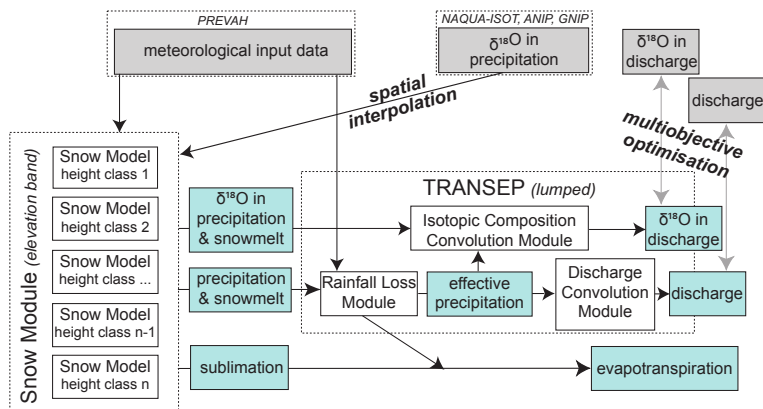 PREVAH
meteorological input data
NAQUA-ISOT, ANIP, GNIP
δ¹⁸O in
precipitation
δ¹⁸O in
discharge
discharge
spatial
interpolation
multiobjective
optimisation
Snow Module (elevation band)
Snow Model
height class 1
Snow Model
height class 2
Snow Model
height class ...
Snow Model
height class n-1
Snow Model
height class n
δ¹⁸O in
precipitation
& snowmelt
precipitation
& snowmelt
sublimation
TRANSEP (lumped)
Isotopic Composition
Convolution Module
Rainfall Loss
Module
effective
precipitation
Discharge
Convolution
Module
δ¹⁸O in
discharge
discharge
evapotranspiration